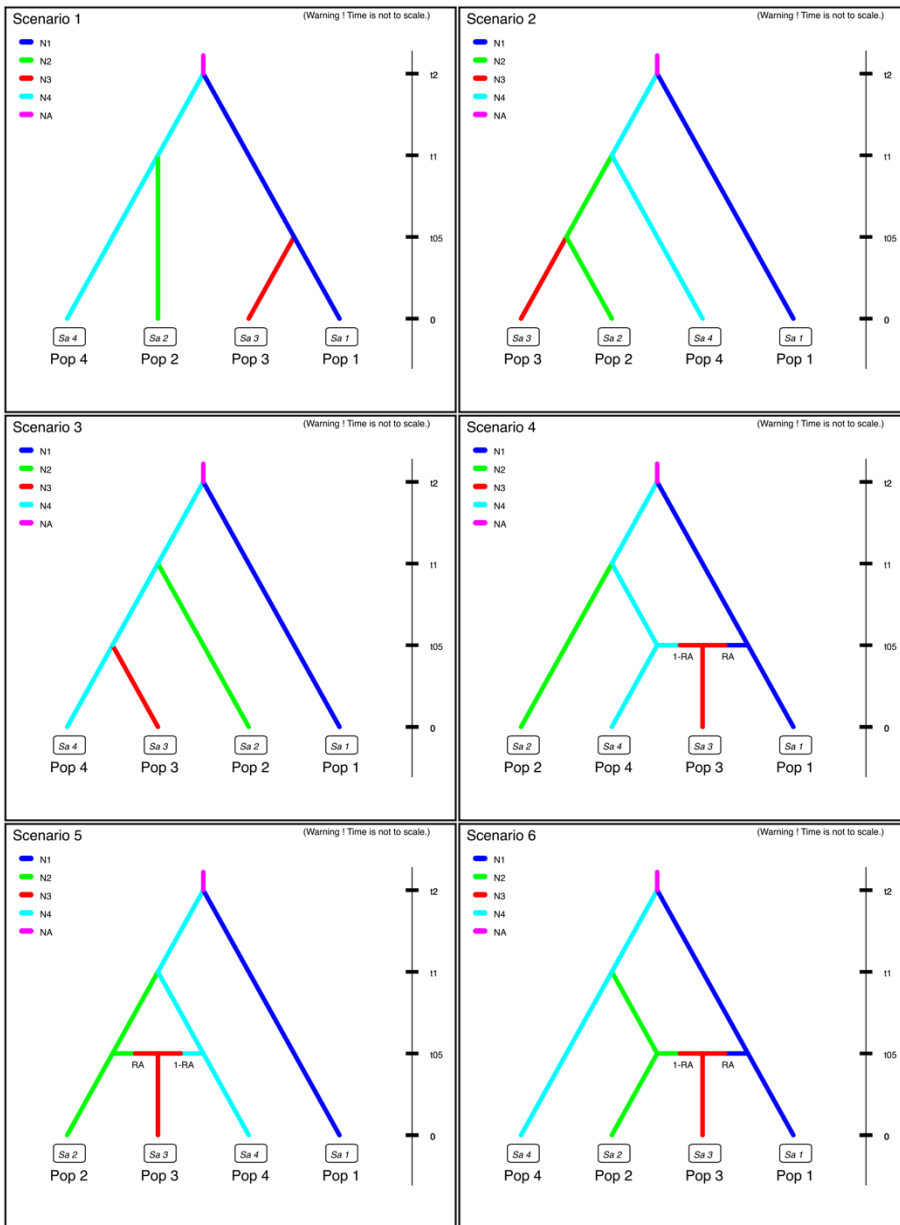 Scenario 1
(Warning ! Time is not to scale.)
N1
N2
N3
N4
NA
t2
t1
t05
0
Sa 4 Sa 2 Sa 3 Sa 1
Pop 4 Pop 2 Pop 3 Pop 1
Scenario 2
(Warning ! Time is not to scale.)
N1
N2
N3
N4
NA
t2
t1
t05
0
Sa 3 Sa 2 Sa 4 Sa 1
Pop 3 Pop 2 Pop 4 Pop 1
Scenario 3
(Warning ! Time is not to scale.)
N1
N2
N3
N4
NA
t2
t1
t05
0
Sa 4 Sa 3 Sa 2 Sa 1
Pop 4 Pop 3 Pop 2 Pop 1
Scenario 4
(Warning ! Time is not to scale.)
N1
N2
N3
N4
NA
t2
t1
t05
1-RA RA
0
Sa 2 Sa 4 Sa 3 Sa 1
Pop 2 Pop 4 Pop 3 Pop 1
Scenario 5
(Warning ! Time is not to scale.)
N1
N2
N3
N4
NA
t2
t1
t05
RA 1-RA
0
Sa 2 Sa 3 Sa 4 Sa 1
Pop 2 Pop 3 Pop 4 Pop 1
Scenario 6
(Warning ! Time is not to scale.)
N1
N2
N3
N4
NA
t2
t1
t05
1-RA RA
0
Sa 4 Sa 2 Sa 3 Sa 1
Pop 4 Pop 2 Pop 3 Pop 1